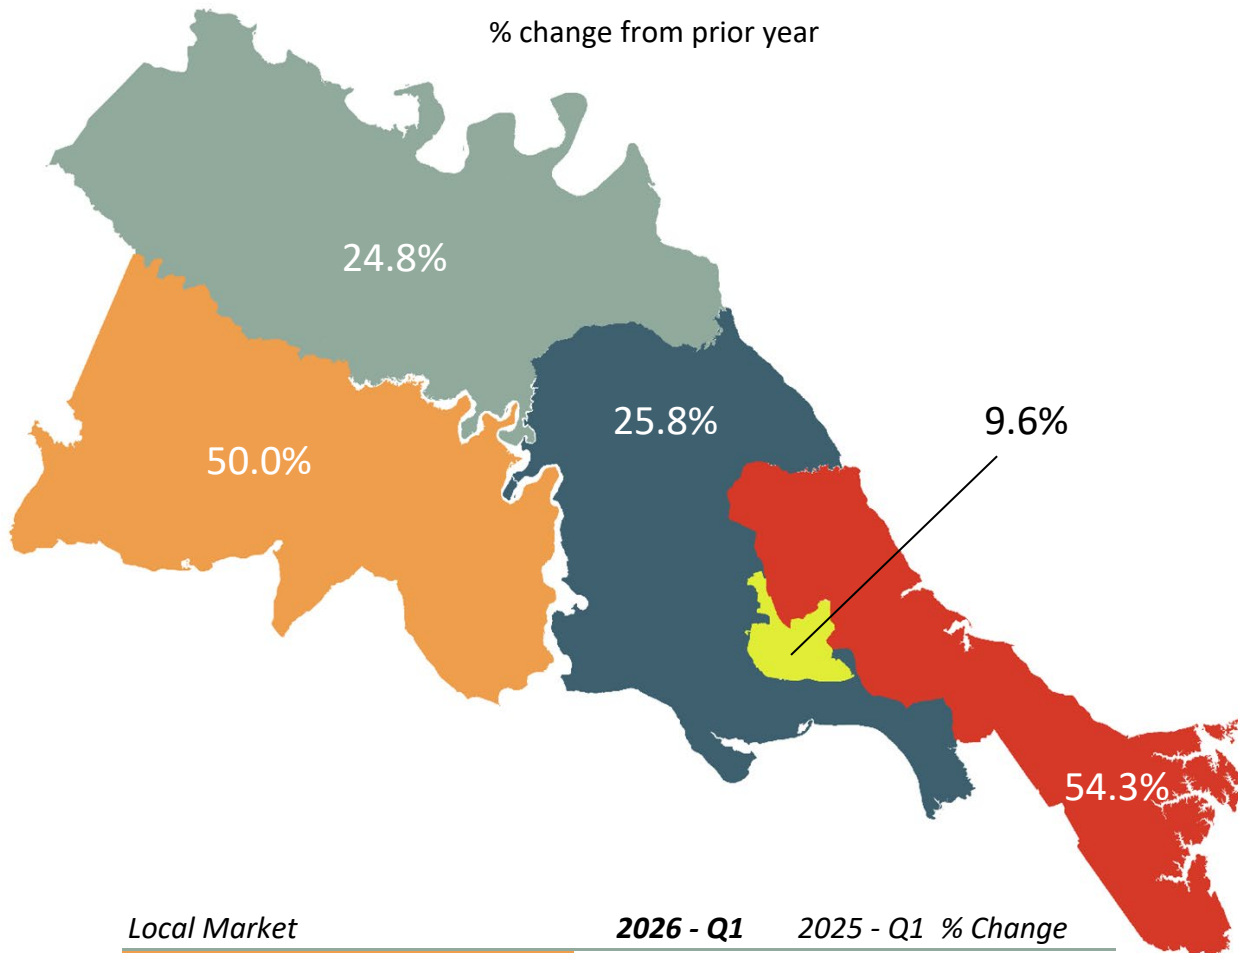 % change from prior year
24.8%
25.8%
9.6%
50.0%
54.3%
Local Market 2026 - Q1 2025 - Q1 % Change